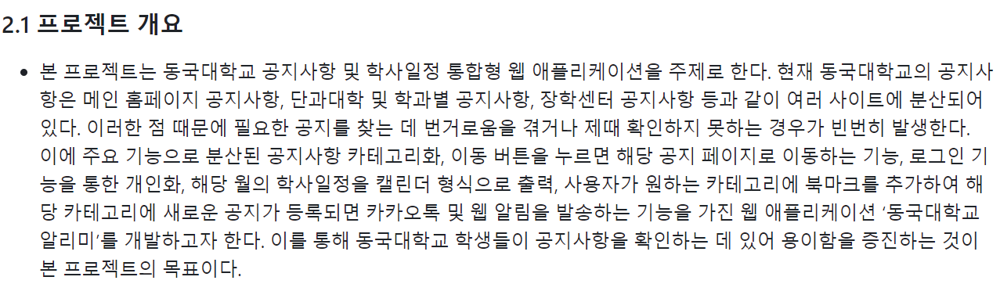 2.1 프로젝트 개요
• 본 프로젝트는 동국대학교 공지사항 및 학사일정 통합형 웹 애플리케이션을 주제로 한다. 현재 동국대학교의 공지사
항은 메인 홈페이지 공지사항, 단과대학 및 학과별 공지사항, 장학센터 공지사항 등과 같이 여러 사이트에 분산되어
있다. 이러한 점 때문에 필요한 공지를 찾는 데 번거로움을 겪거나 제때 확인하지 못하는 경우가 빈번히 발생한다.
이에 주요 기능으로 분산된 공지사항 카테고리화, 이동 버튼을 누르면 해당 공지 페이지로 이동하는 기능, 로그인 기
능을 통한 개인화, 해당 월의 학사일정을 캘린더 형식으로 출력, 사용자가 원하는 카테고리에 북마크를 추가하여 해
당 카테고리에 새로운 공지가 등록되면 카카오톡 및 웹 알림을 발송하는 기능을 가진 웹 애플리케이션 ‘동국대학교
알리미’를 개발하고자 한다. 이를 통해 동국대학교 학생들이 공지사항을 확인하는 데 있어 용이함을 증진하는 것이
본 프로젝트의 목표이다.